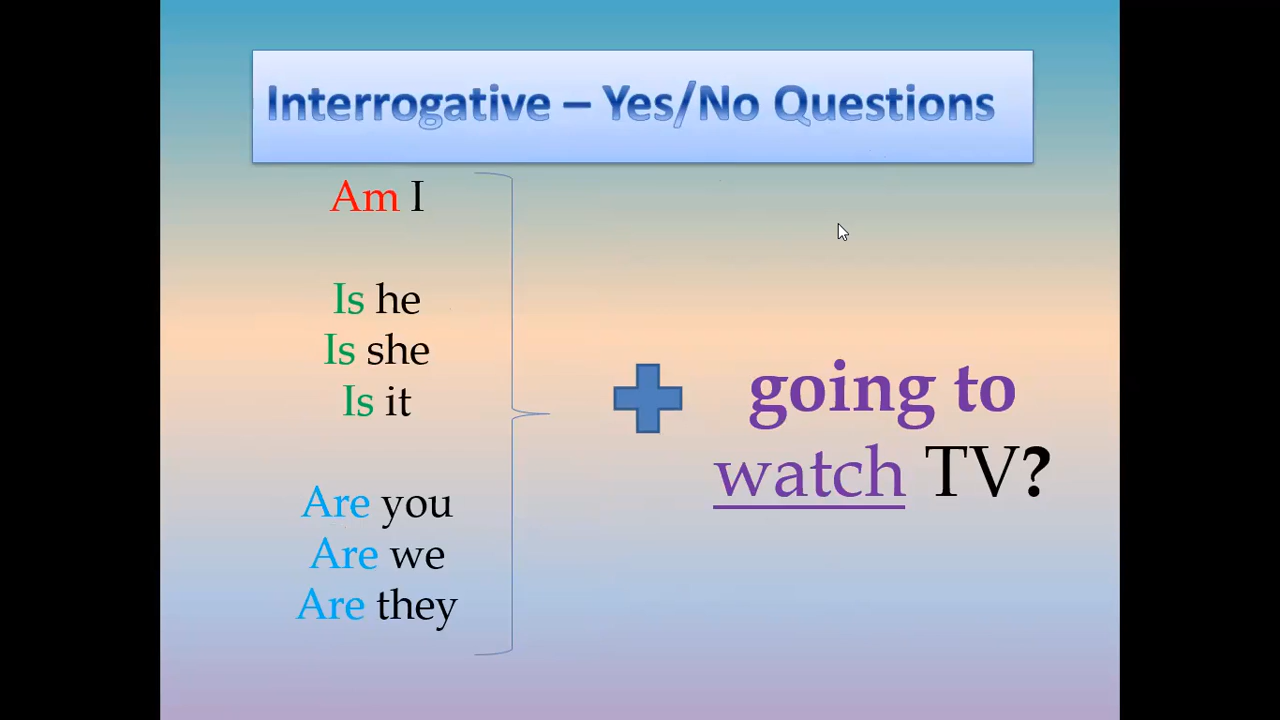 Interrogative – Yes/No Questions
Am I
Is he
Is she
Is it
Are you
Are we
Are they
going to
watch TV?